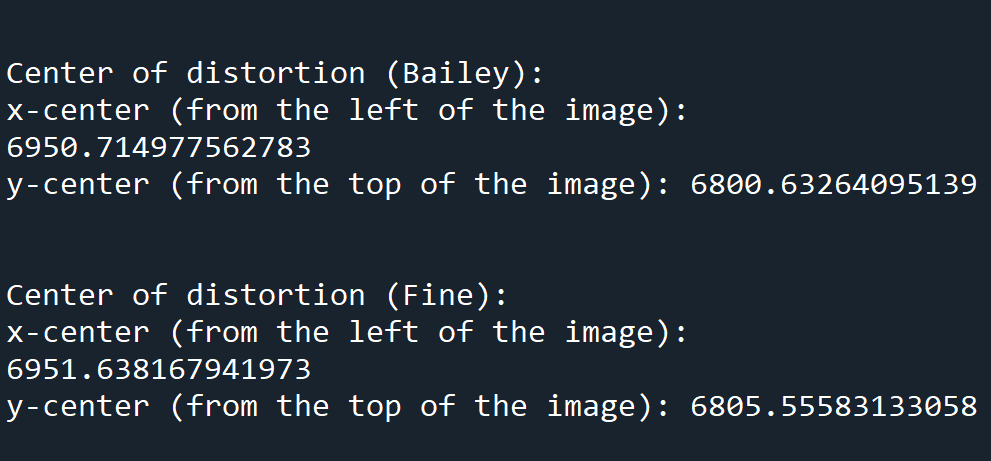 Center of distortion (Bailey):
x-center (from the left of the image):
6950.714977562783
y-center (from the top of the image): 6800.63264095139
Center of distortion (Fine):
x-center (from the left of the image):
6951.638167941973
y-center (from the top of the image): 6805.55583133058